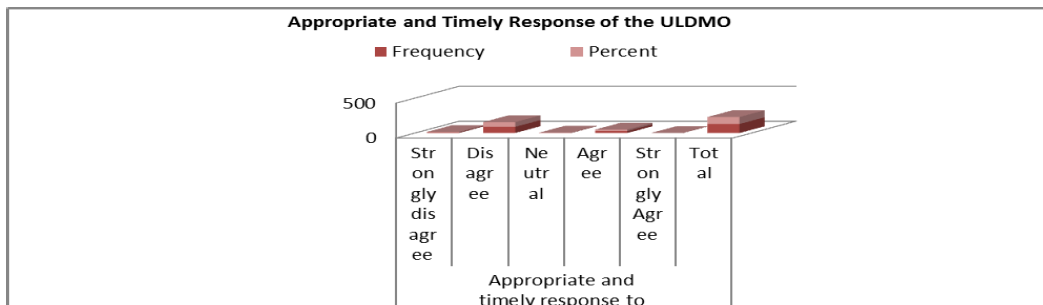 Appropriate and Timely Response of the ULDMO
Frequency Percent
500
0
Str
on
gly
dis
agr
ee
Dis
agr
ee
Ne
utr
al
Agr
ee
Str
on
gly
Agr
ee
Tot
al
Appropriate and
timely response to